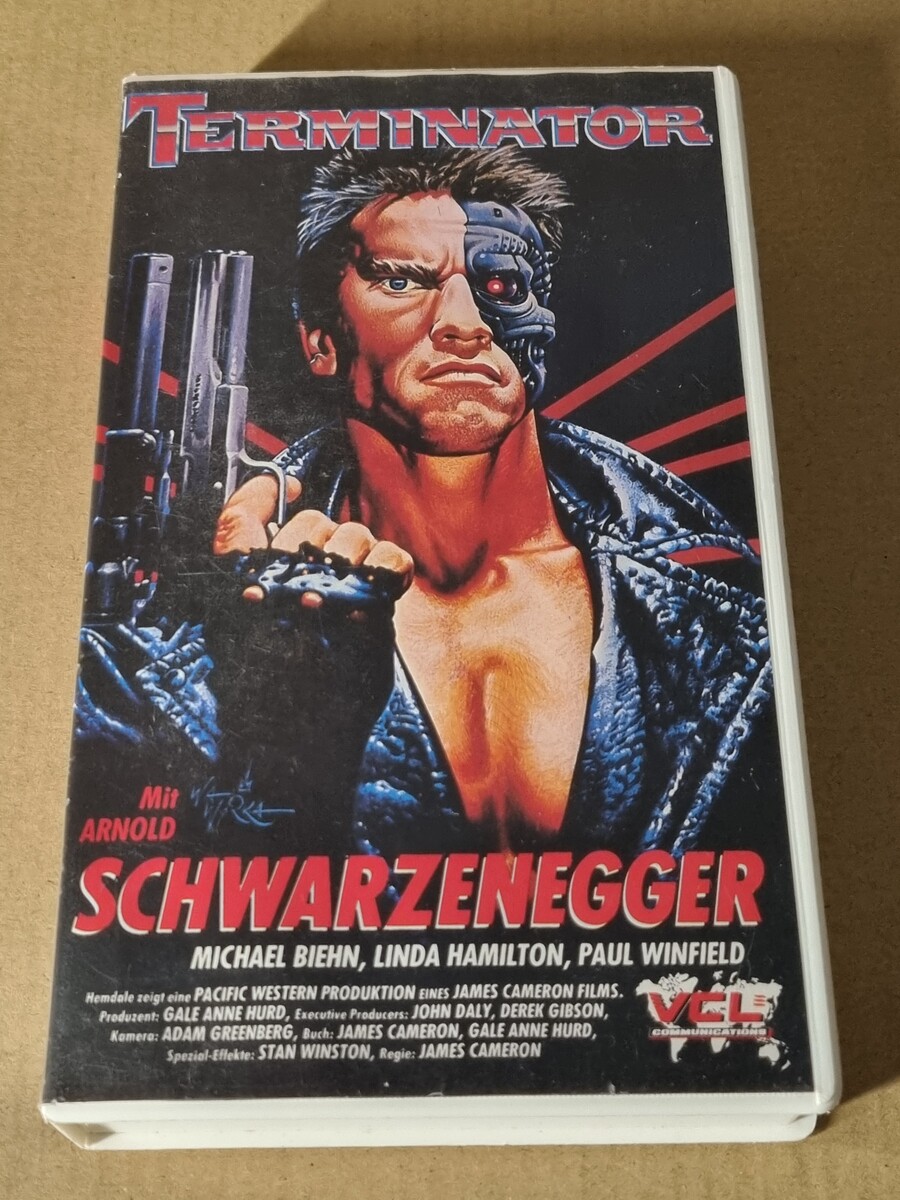 TERMINATOR
Mit
ARNOLD
SCHWARZENEGGER
MICHAEL BIEHN, LINDA HAMILTON, PAUL WINFIELD
Hemdale zeigt eine PACIFIC WESTERN PRODUKTION EINES JAMES CAMERON FILMS.
Produzent: GALE ANNE HURD, Executive Producers: JOHN DALY, DEREK GIBSON,
Kamera: ADAM GREENBERG, Buch: JAMES CAMERON, GALE ANNE HURD,
Spezial-Effekte: STAN WINSTON, Regie: JAMES CAMERON
VCL
COMMUNICATIONS